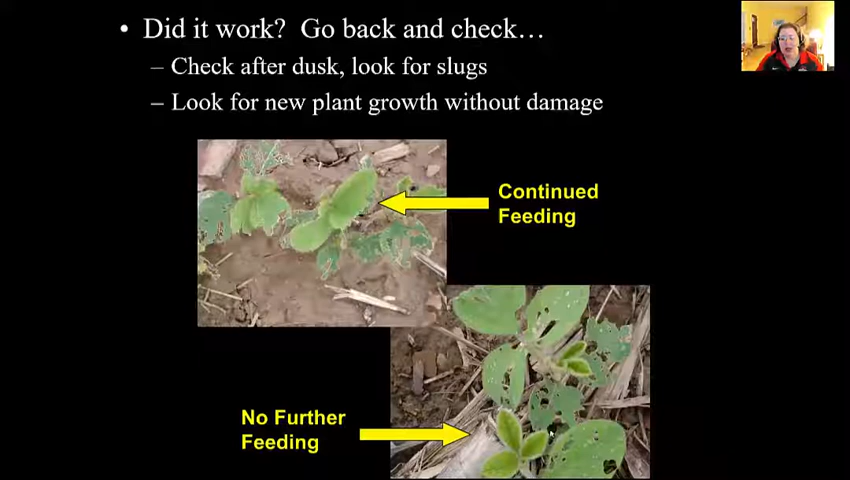 • Did it work? Go back and check…
– Check after dusk, look for slugs
– Look for new plant growth without damage
Continued
Feeding
No Further
Feeding